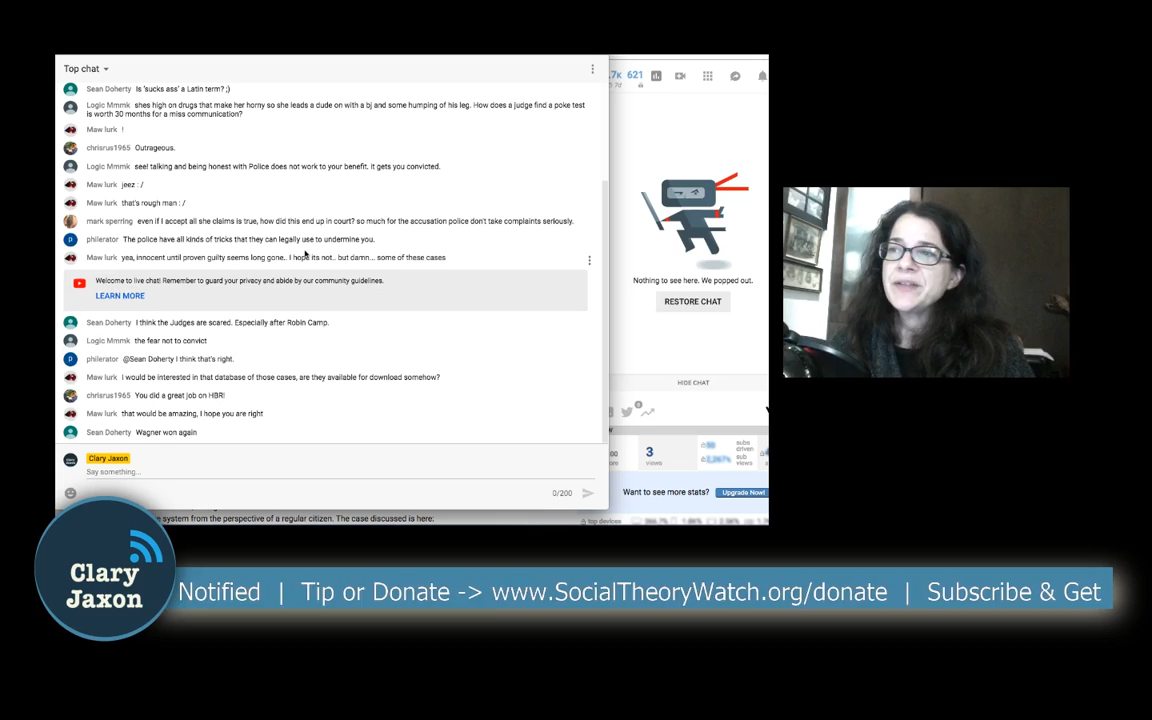 Top chat
Sean Doherty Is 'sucks ass' a Latin term? ;)
Logic Mmmk shes high on drugs that make her horny so she leads a dude on with a bj and some humping of his leg. How does a judge find a poke test
is worth 30 months for a miss communication?
Maw lurk !
chrisrus1965 Outrageous.
Logic Mmmk see! talking and being honest with Police does not work to your benefit. It gets you convicted.
Maw lurk jeez :/
Maw lurk that's rough man :/
mark sperring even if I accept all she claims is true, how did this end up in court? so much for the accusation police don't take complaints seriously.
philerator The police have all kinds of tricks that they can legally use to undermine you.
Maw lurk yea, innocent until proven guilty seems long gone.. I hope its not.. but damn... some of these cases
Welcome to live chat! Remember to guard your privacy and abide by our community guidelines.
LEARN MORE
Sean Doherty I think the Judges are scared. Especially after Robin Camp.
Logic Mmmk the fear not to convict
philerator @Sean Doherty I think that's right.
Maw lurk I would be interested in that database of those cases, are they available for download somehow?
chrisrus1965 You did a great job on HBR!
Maw lurk that would be amazing, I hope you are right
Sean Doherty Wagner won again
Clary Jaxon
Say something...
0/200
e system from the perspective of a regular citizen. The case discussed is here:
.7K 621
7d
Nothing to see here. We popped out.
RESTORE CHAT
HIDE CHAT
0
00
3
views
subs
driven
sub
views
Want to see more stats? Upgrade Now!
top devices
Clary
Jaxon
Notified | Tip or Donate -> www.SocialTheoryWatch.org/donate | Subscribe & Get